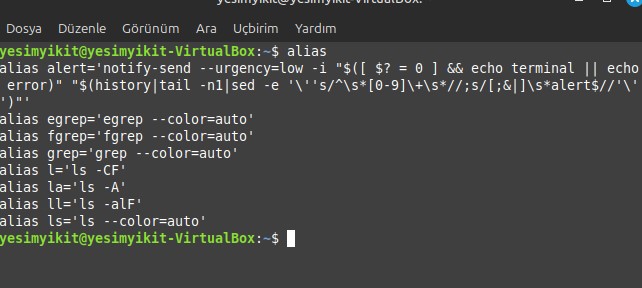 yesimyikit@yesimyikit-VirtualBox:
Dosya Düzenle Görünüm Ara Uçbirim Yardım
yesimyikit@yesimyikit-VirtualBox:~$ alias
alias alert='notify-send --urgency=low -i "$([ $? = 0 ] && echo terminal || echo
 error)" "$(history|tail -n1|sed -e '\''s/^\s*[0-9]\+\s*//;s/[;&|]\s*alert$//'\'
')"'
alias egrep='egrep --color=auto'
alias fgrep='fgrep --color=auto'
alias grep='grep --color=auto'
alias l='ls -CF'
alias la='ls -A'
alias ll='ls -alF'
alias ls='ls --color=auto'
yesimyikit@yesimyikit-VirtualBox:~$